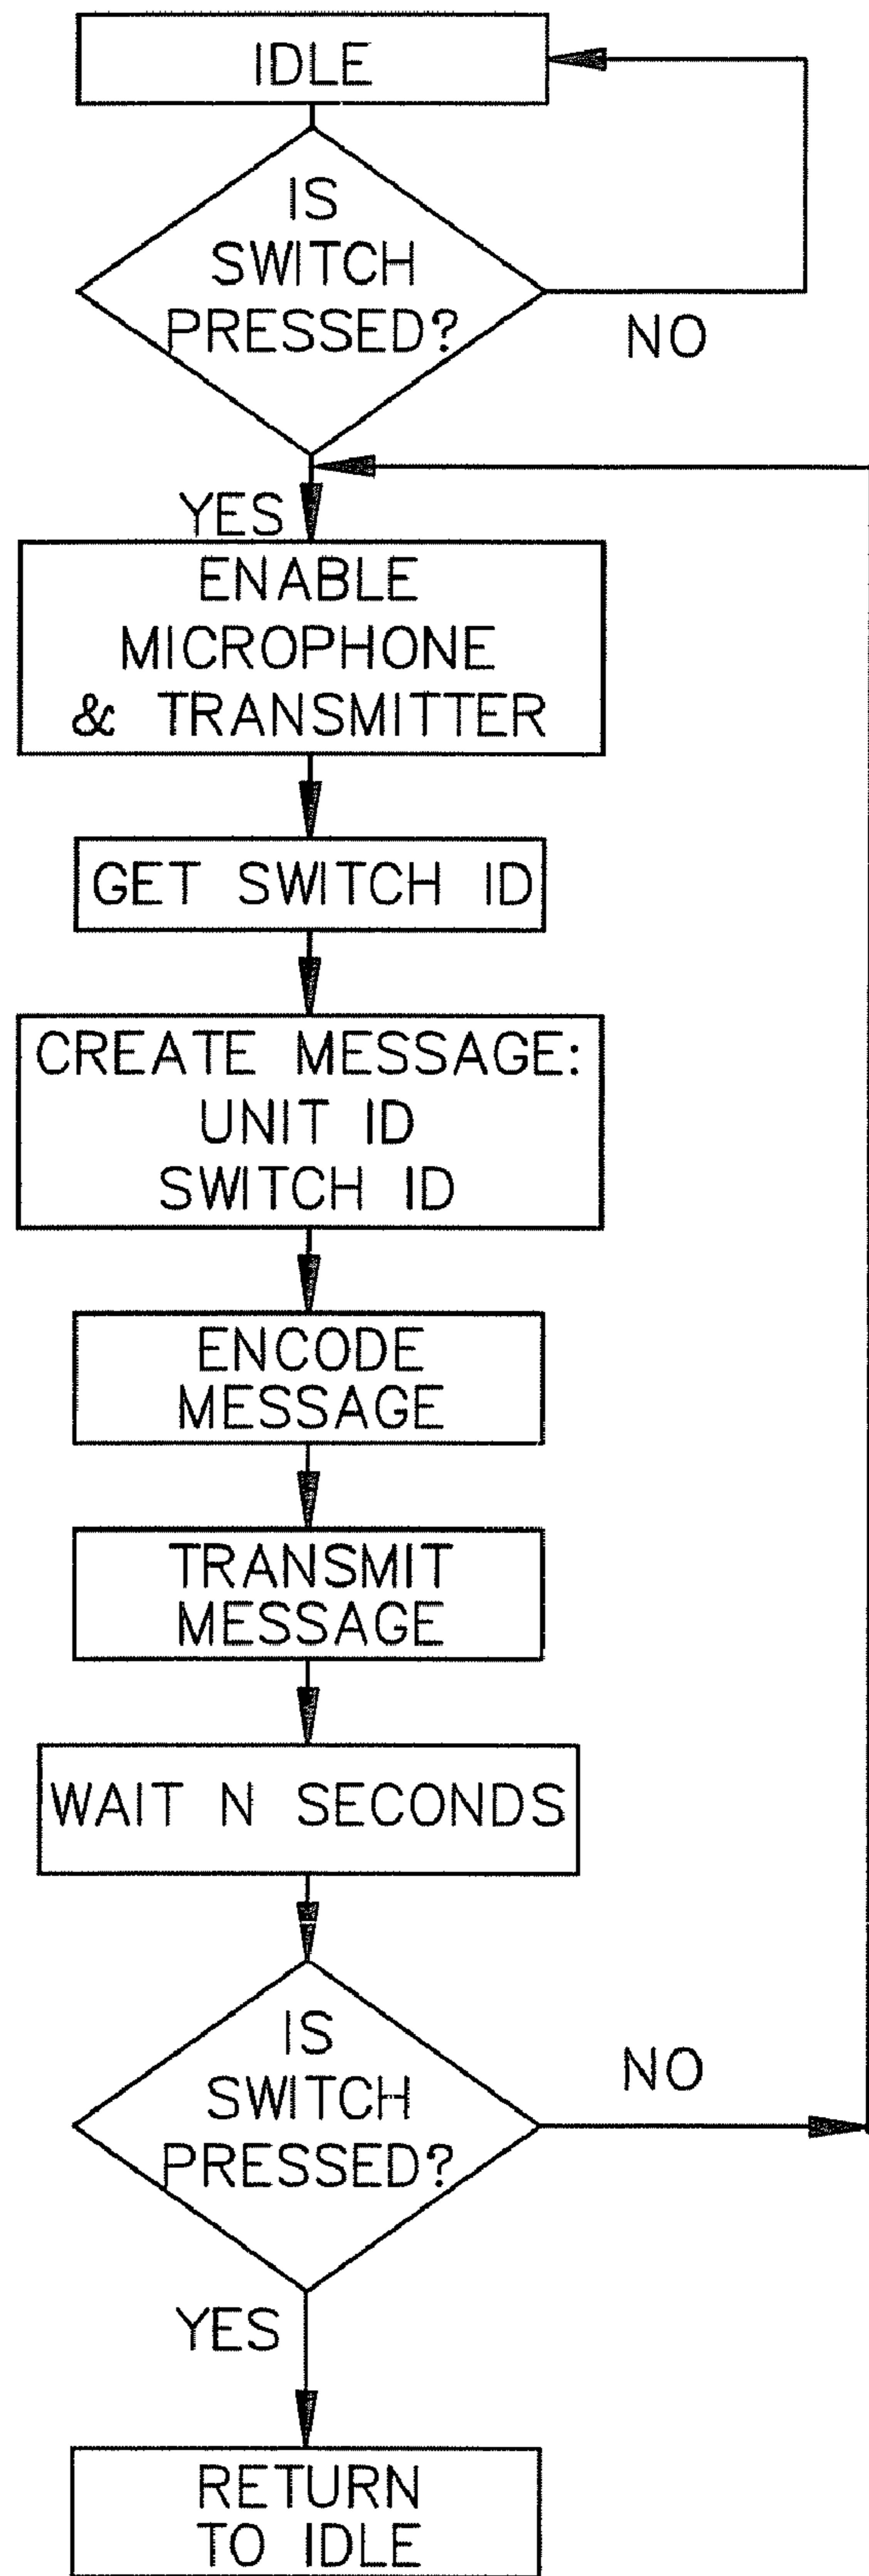 IDLE
IS
SWITCH
PRESSED?
NO
YES
ENABLE
MICROPHONE
& TRANSMITTER
GET SWITCH ID
CREATE MESSAGE:
UNIT ID
SWITCH ID
ENCODE
MESSAGE
TRANSMIT
MESSAGE
WAIT N SECONDS
IS
SWITCH
PRESSED?
NO
YES
RETURN
TO IDLE